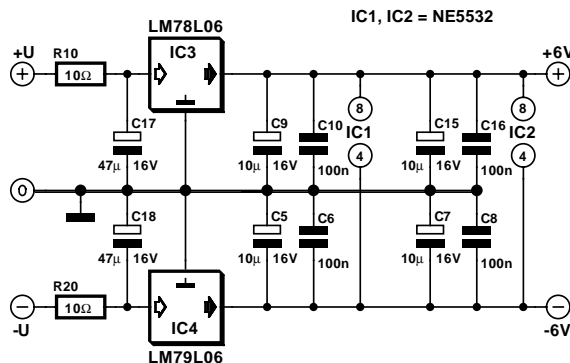 IC1, IC2 = NE5532
LM78L06
+U
R10
10Ω
IC3
+6V
C17
47μ 16V
C9
10μ 16V
C10
100n
8
IC1
4
C15
10μ 16V
C16
100n
8
IC2
4
0
C18
47μ 16V
C5
10μ 16V
C6
100n
C7
10μ 16V
C8
100n
R20
10Ω
-U
IC4
-6V
LM79L06